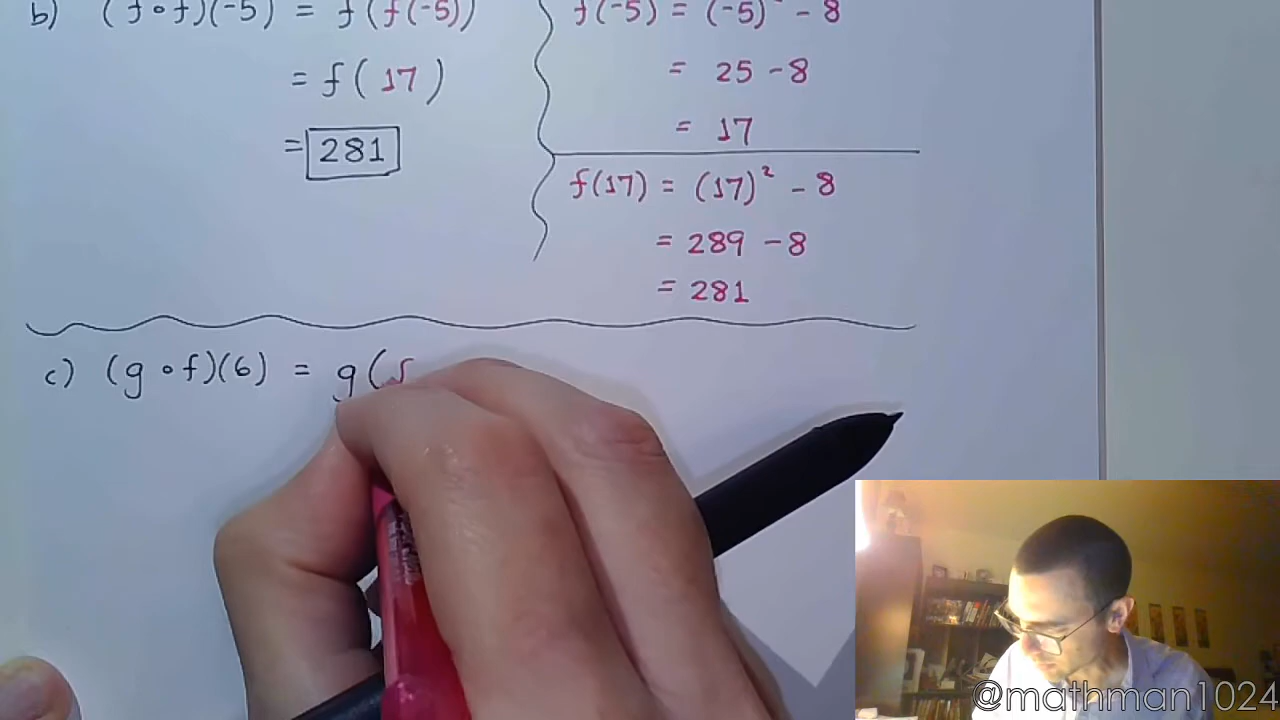 b) (f∘f)(-5) = f(f(-5))
= f(17)
= 281
f(-5) = (-5)² - 8
= 25 - 8
= 17
f(17) = (17)² - 8
= 289 - 8
= 281
c) (g∘f)(6) = g(f
@mathman1024